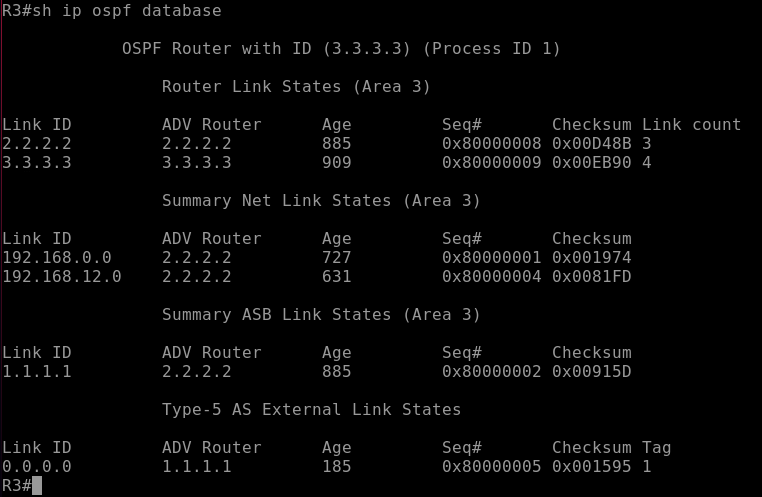 R3#sh ip ospf database
OSPF Router with ID (3.3.3.3) (Process ID 1)
Router Link States (Area 3)
Link ID ADV Router Age Seq# Checksum Link count
2.2.2.2 2.2.2.2 885 0x80000008 0x00D48B 3
3.3.3.3 3.3.3.3 909 0x80000009 0x00EB90 4
Summary Net Link States (Area 3)
Link ID ADV Router Age Seq# Checksum
192.168.0.0 2.2.2.2 727 0x80000001 0x001974
192.168.12.0 2.2.2.2 631 0x80000004 0x0081FD
Summary ASB Link States (Area 3)
Link ID ADV Router Age Seq# Checksum
1.1.1.1 2.2.2.2 885 0x80000002 0x00915D
Type-5 AS External Link States
Link ID ADV Router Age Seq# Checksum Tag
0.0.0.0 1.1.1.1 185 0x80000005 0x001595 1
R3#